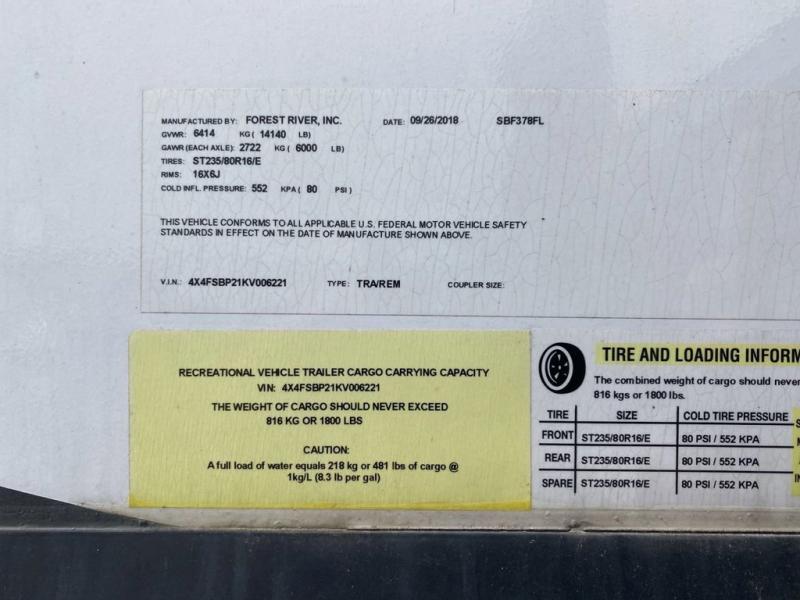 MANUFACTURED BY: FOREST RIVER, INC. DATE: 09/26/2018 SBF378FL
GVWR: 6414 KG ( 14140 LB)
GAWR (EACH AXLE): 2722 KG ( 6000 LB)
TIRES: ST235/80R16/E
RIMS: 16X6J
COLD INFL. PRESSURE: 552 KPA ( 80 PSI )
THIS VEHICLE CONFORMS TO ALL APPLICABLE U.S. FEDERAL MOTOR VEHICLE SAFETY
STANDARDS IN EFFECT ON THE DATE OF MANUFACTURE SHOWN ABOVE.
V.I.N.: 4X4FSBP21KV006221 TYPE: TRA/REM COUPLER SIZE:
RECREATIONAL VEHICLE TRAILER CARGO CARRYING CAPACITY
VIN: 4X4FSBP21KV006221
THE WEIGHT OF CARGO SHOULD NEVER EXCEED
816 KG OR 1800 LBS
CAUTION:
A full load of water equals 218 kg or 481 lbs of cargo @
1kg/L (8.3 lb per gal)
TIRE AND LOADING INFORM
The combined weight of cargo should never
816 kgs or 1800 lbs.
TIRE SIZE COLD TIRE PRESSURE
FRONT ST235/80R16/E 80 PSI / 552 KPA
REAR ST235/80R16/E 80 PSI / 552 KPA
SPARE ST235/80R16/E 80 PSI / 552 KPA